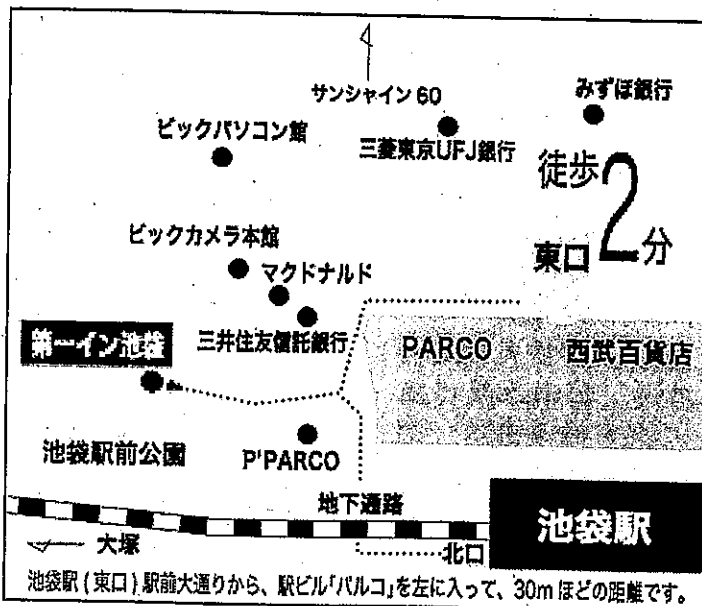 サンシャイン 60
みずほ銀行
ビックパソコン館
三菱東京UFJ銀行
徒歩
2分
東口
ビックカメラ本館
マクドナルド
三井住友信託銀行
第一イン池袋
PARCO
西武百貨店
池袋駅前公園
P'PARCO
地下通路
池袋駅
大塚
北口
池袋駅(東口)駅前大通りから、駅ビル「パルコ」を左に入って、30mほどの距離です。